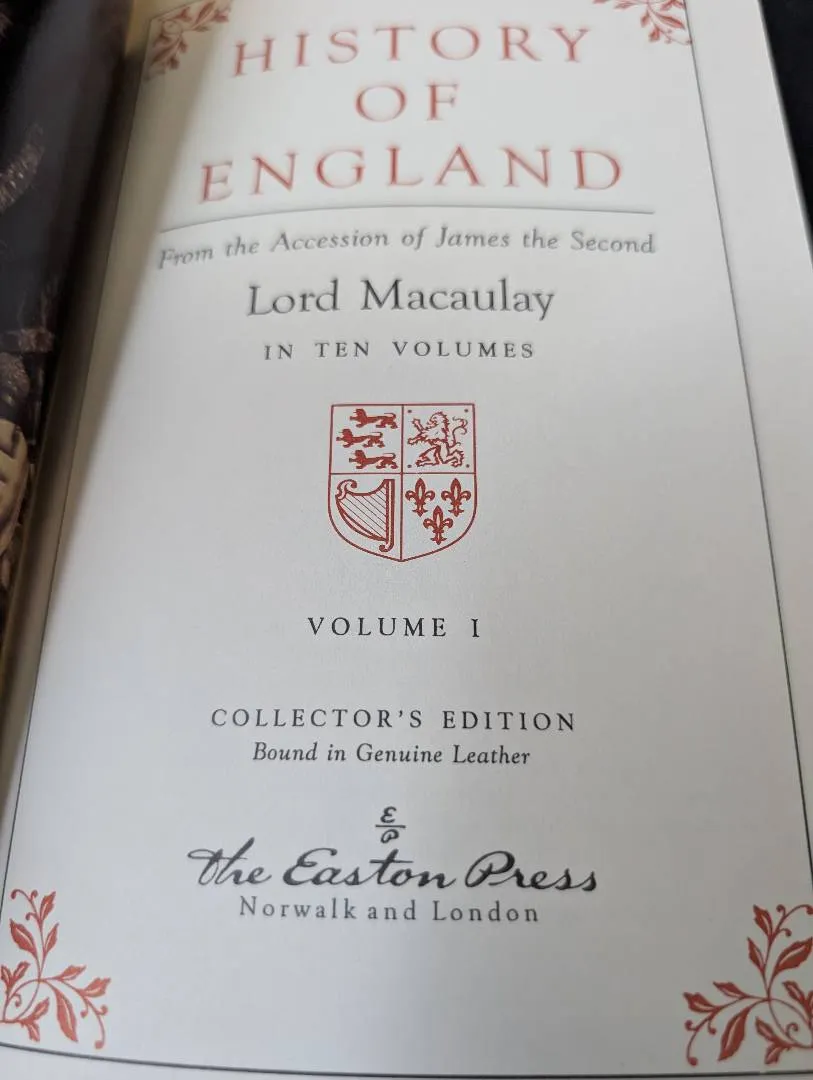 HISTORY
OF
ENGLAND
From the Accession of James the Second
Lord Macaulay
IN TEN VOLUMES
VOLUME I
COLLECTOR'S EDITION
Bound in Genuine Leather
E
P
The Easton Press
Norwalk and London